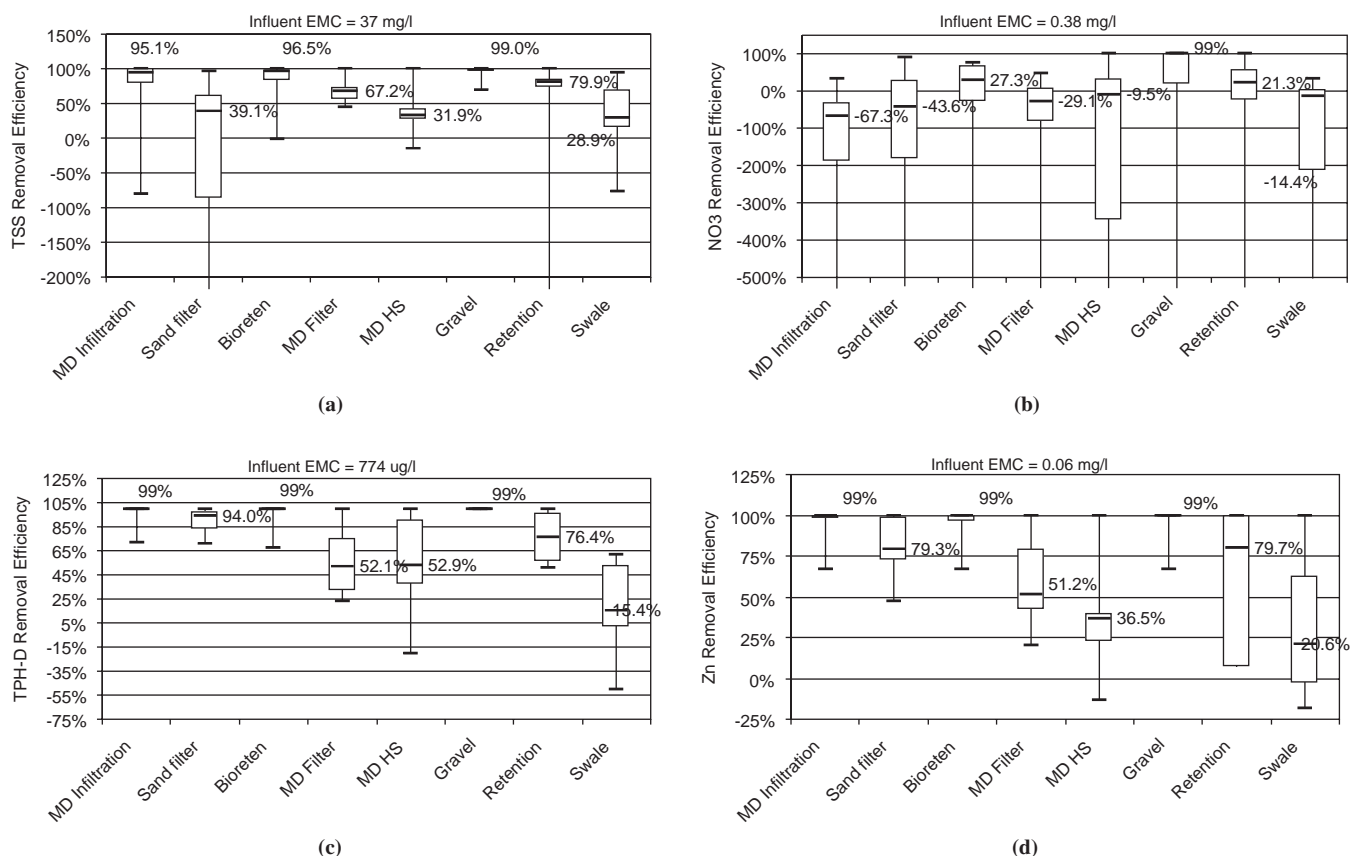 Influent EMC = 37 mg/l
TSS Removal Efficiency
150%
100%
50%
0%
-50%
-100%
-150%
-200%
95.1%
39.1%
96.5%
67.2%
31.9%
99.0%
79.9%
28.9%
MD Infiltration
Sand filter
Bioreten
MD Filter
MD HS
Gravel
Retention
Swale
(a)
Influent EMC = 0.38 mg/l
NO3 Removal Efficiency
100%
0%
-100%
-200%
-300%
-400%
-500%
-67.3%
-43.6%
27.3%
-29.1%
-9.5%
99%
21.3%
-14.4%
MD Infiltration
Sand filter
Bioreten
MD Filter
MD HS
Gravel
Retention
Swale
(b)
Influent EMC = 774 ug/l
TPH-D Removal Efficiency
125%
105%
85%
65%
45%
25%
5%
-15%
-35%
-55%
-75%
99%
94.0%
99%
52.1%
52.9%
99%
76.4%
15.4%
MD Infiltration
Sand filter
Bioreten
MD Filter
MD HS
Gravel
Retention
Swale
(c)
Influent EMC = 0.06 mg/l
Zn Removal Efficiency
125%
100%
75%
50%
25%
0%
-25%
99%
79.3%
99%
51.2%
36.5%
99%
79.7%
20.6%
MD Infiltration
Sand filter
Bioreten
MD Filter
MD HS
Gravel
Retention
Swale
(d)